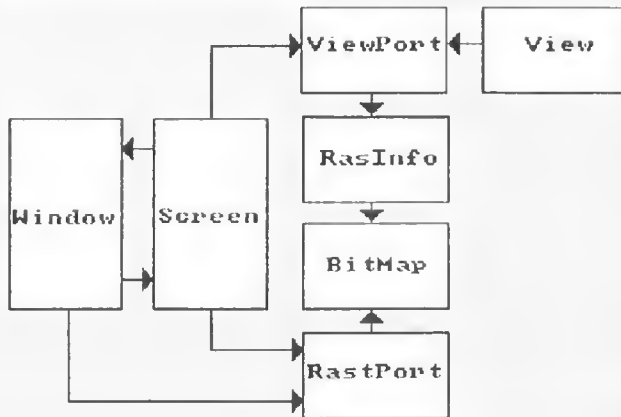 ViewPort
View
RasInfo
Window
Screen
BitMap
RastPort